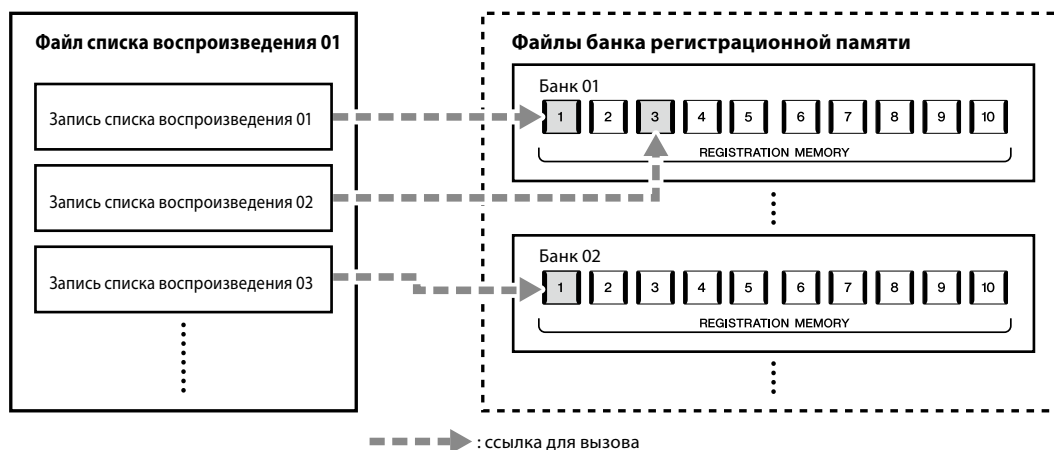 Файл списка воспроизведения 01
Запись списка воспроизведения 01
Запись списка воспроизведения 02
Запись списка воспроизведения 03
Файлы банка регистрационной памяти
Банк 01
1 2 3 4 5 6 7 8 9 10
REGISTRATION MEMORY
Банк 02
1 2 3 4 5 6 7 8 9 10
REGISTRATION MEMORY
: ссылка для вызова